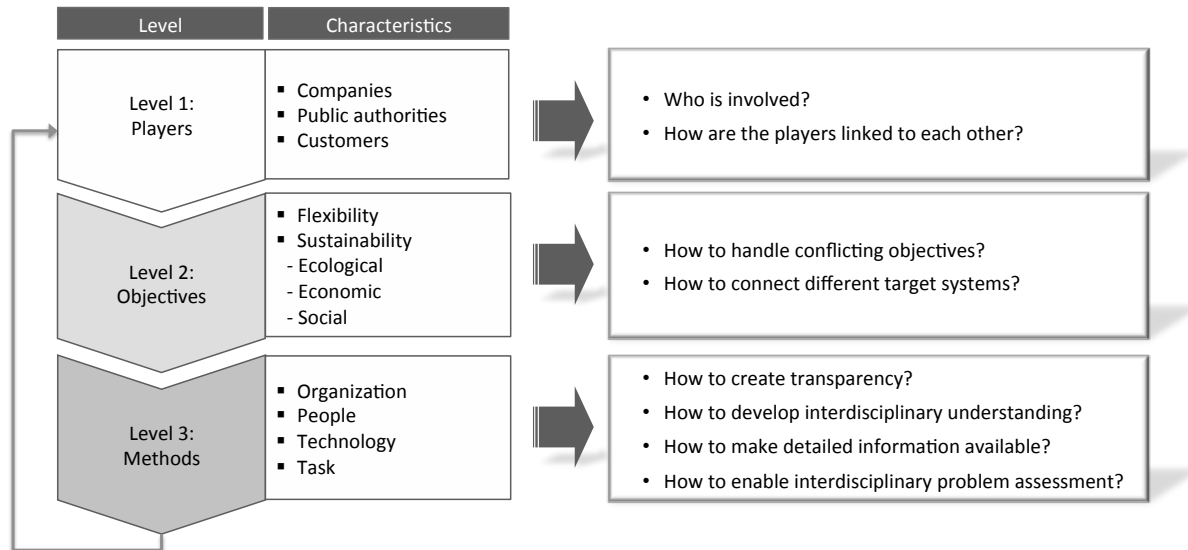 Level
Characteristics
Level 1:
Players
▪ Companies
▪ Public authorities
▪ Customers
• Who is involved?
• How are the players linked to each other?
Level 2:
Objectives
▪ Flexibility
▪ Sustainability
- Ecological
- Economic
- Social
• How to handle conflicting objectives?
• How to connect different target systems?
Level 3:
Methods
▪ Organization
▪ People
▪ Technology
▪ Task
• How to create transparency?
• How to develop interdisciplinary understanding?
• How to make detailed information available?
• How to enable interdisciplinary problem assessment?